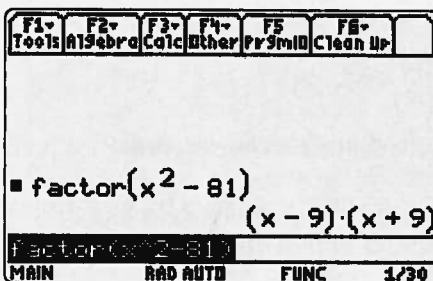 F1 F2 F3 F4 F5 F6
Tools Algebra Calc Other PrgmIO Clean Up
factor(x² - 81)
(x - 9)·(x + 9)
factor(x^2-81)
MAIN RAD AUTO FUNC 1/30